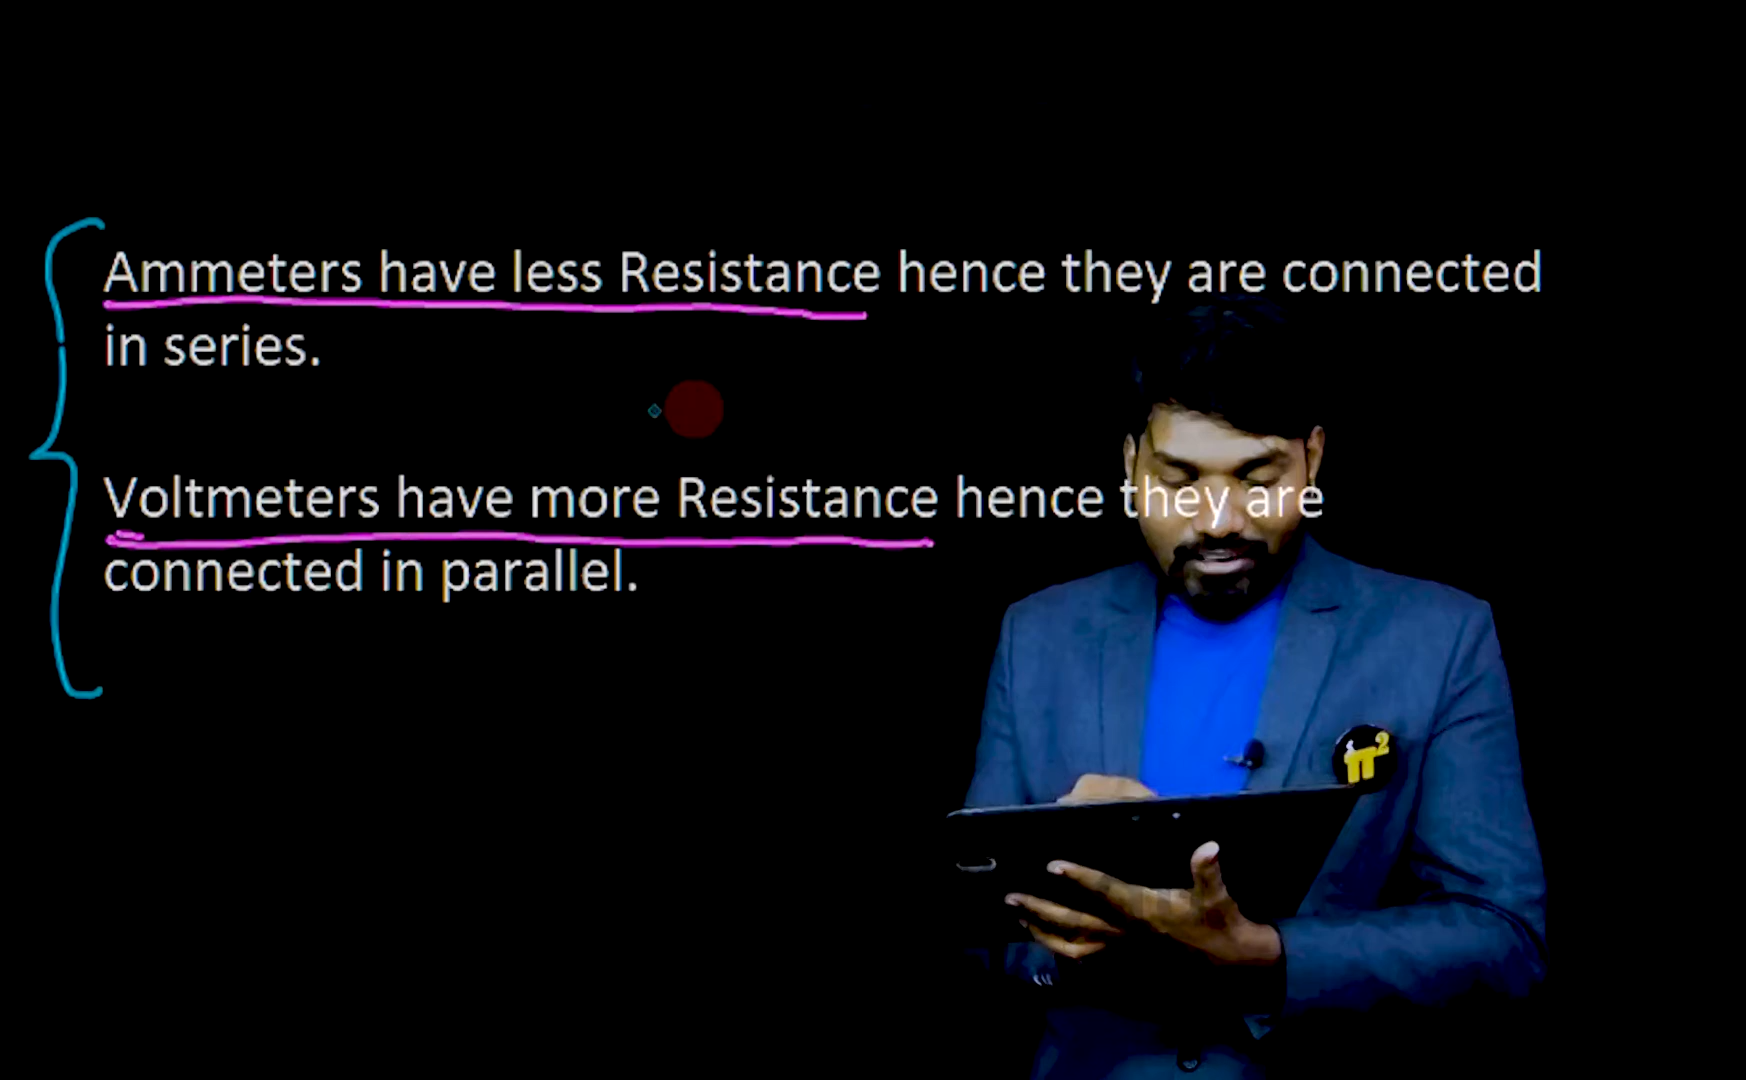 Ammeters have less Resistance hence they are connected
in series.
Voltmeters have more Resistance hence they are
connected in parallel.
π²